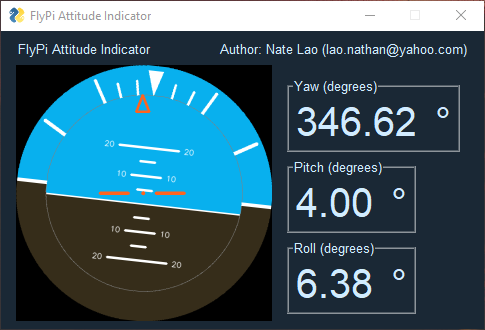 FlyPi Attitude Indicator
FlyPi Attitude Indicator Author: Nate Lao (lao.nathan@yahoo.com)
Yaw (degrees)
346.62 °
Pitch (degrees)
4.00 °
Roll (degrees)
6.38 °
20 20
10 10
10 10
20 20